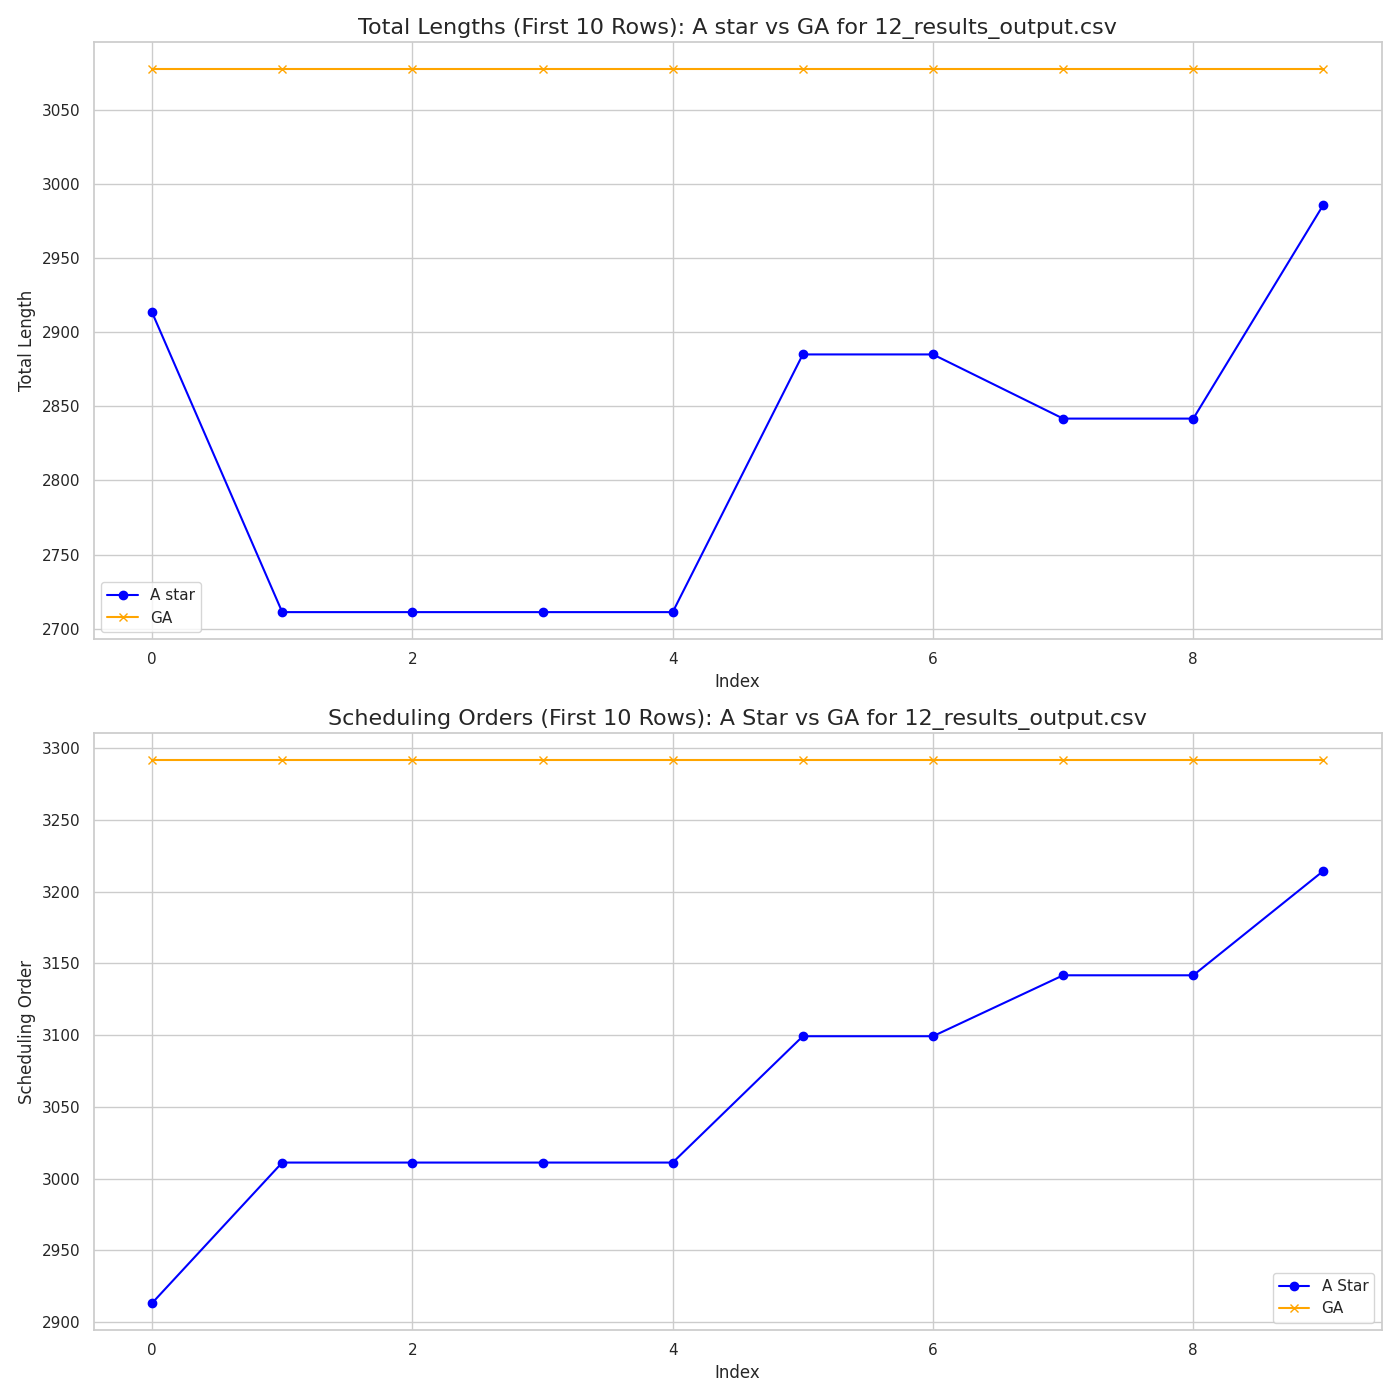 Total Lengths (First 10 Rows): A star vs GA for 12_results_output.csv
Total Length
3050
3000
2950
2900
2850
2800
2750
2700
A star
GA
0 2 4 6 8
Index
Scheduling Orders (First 10 Rows): A Star vs GA for 12_results_output.csv
Scheduling Order
3300
3250
3200
3150
3100
3050
3000
2950
2900
A Star
GA
0 2 4 6 8
Index